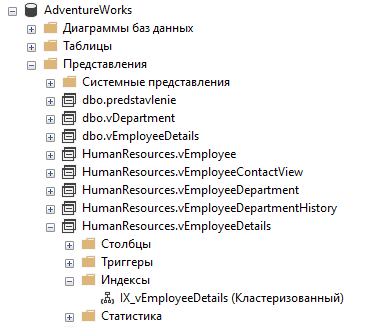 AdventureWorks
Диаграммы баз данных
Таблицы
Представления
Системные представления
dbo.predstavlenie
dbo.vDepartment
dbo.vEmployeeDetails
HumanResources.vEmployee
HumanResources.vEmployeeContactView
HumanResources.vEmployeeDepartment
HumanResources.vEmployeeDepartmentHistory
HumanResources.vEmployeeDetails
Столбцы
Триггеры
Индексы
IX_vEmployeeDetails (Кластеризованный)
Статистика